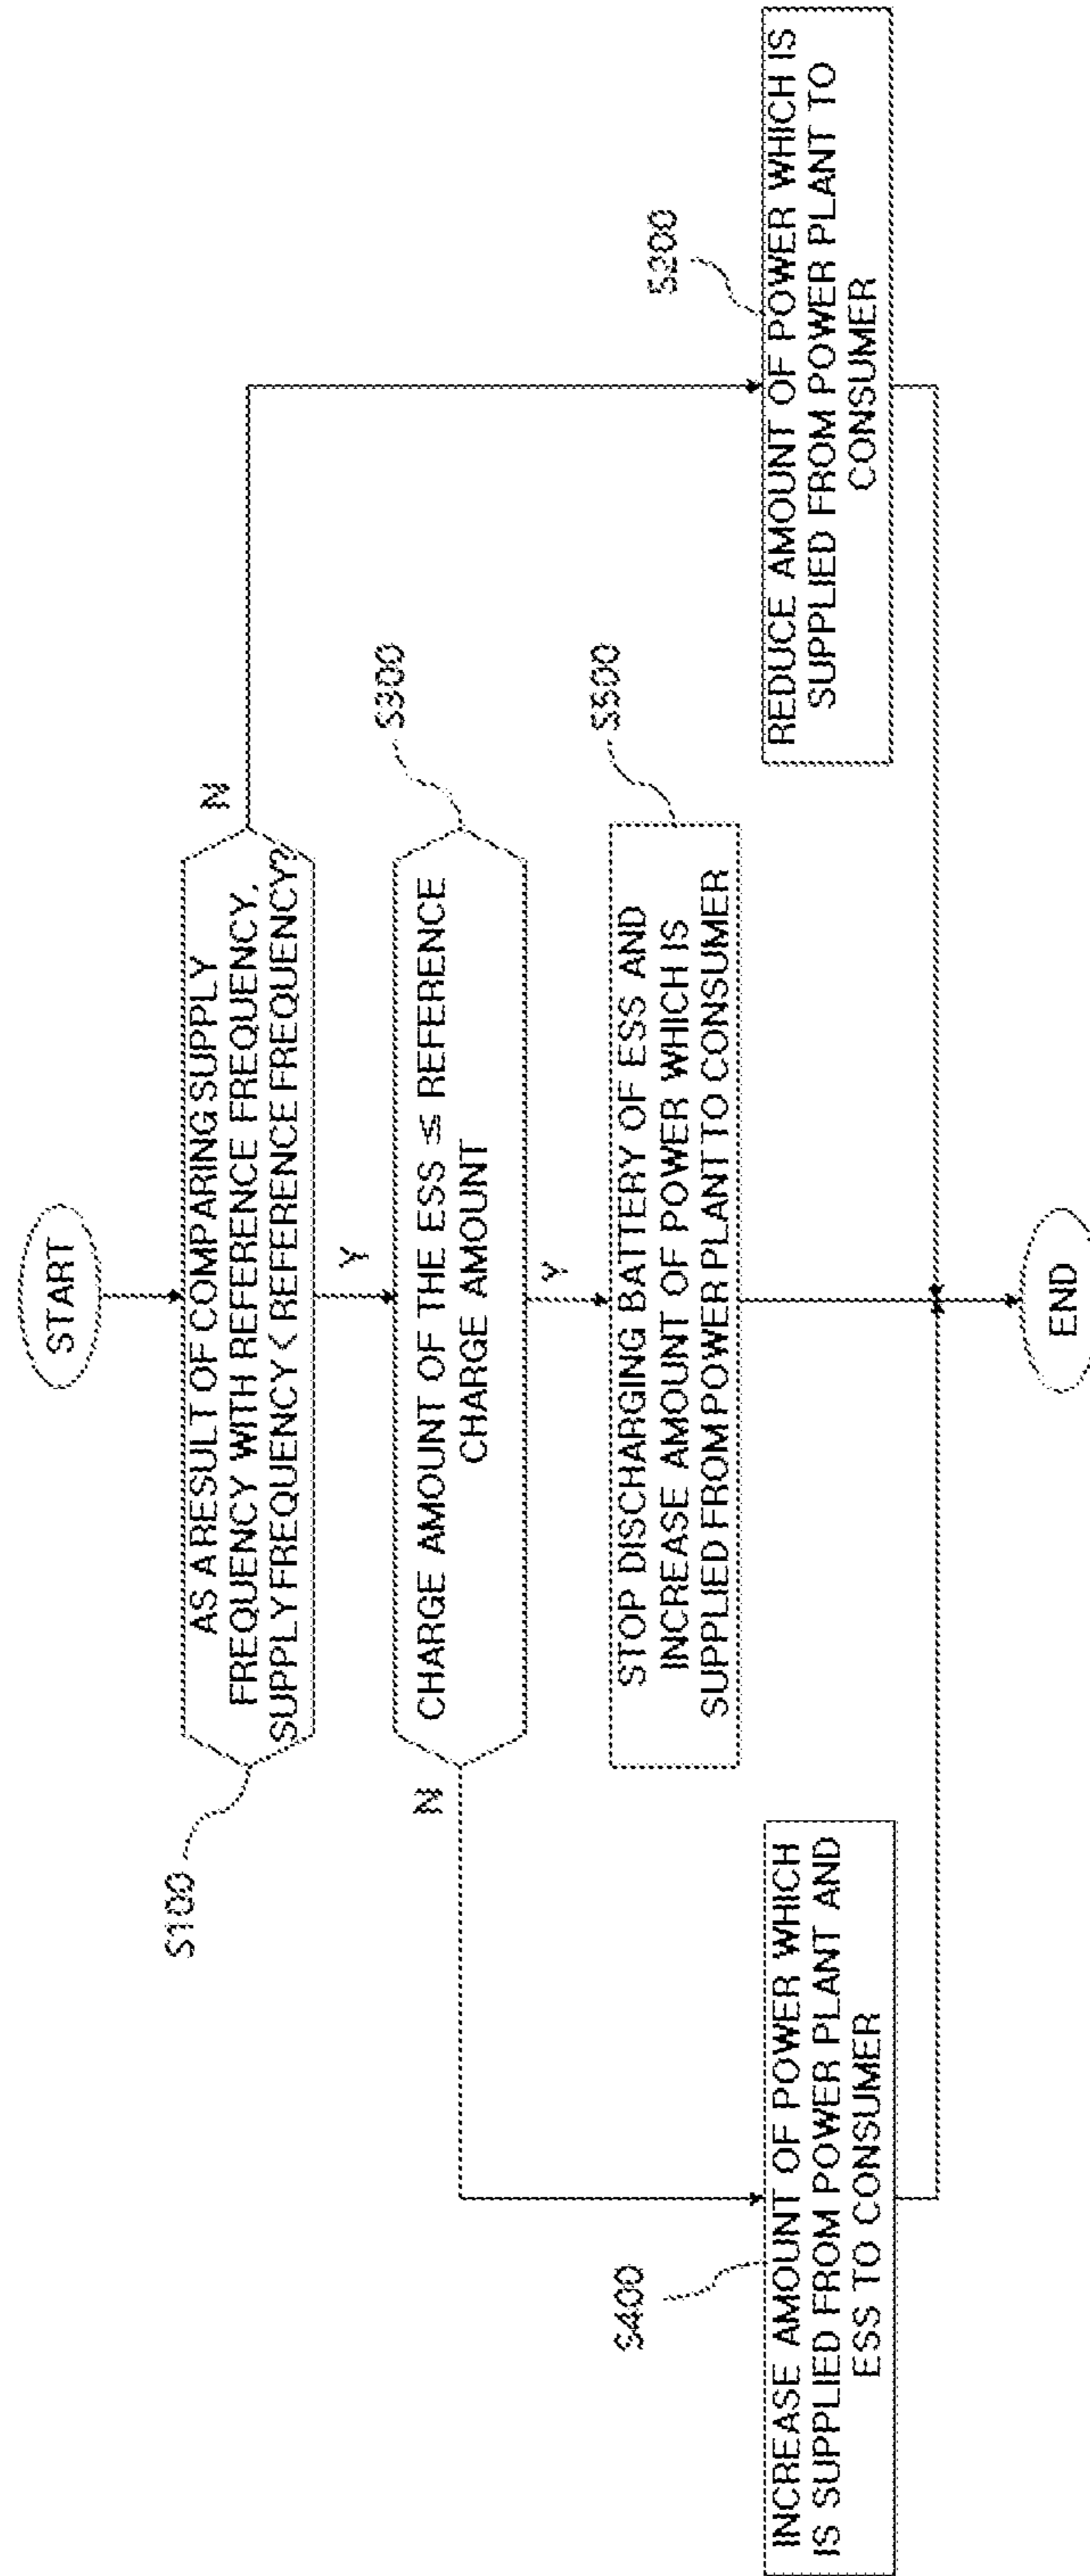 START
AS A RESULT OF COMPARING SUPPLY
FREQUENCY WITH REFERENCE FREQUENCY,
SUPPLY FREQUENCY < REFERENCE FREQUENCY?
S100
N
Y
CHARGE AMOUNT OF THE ESS ≤ REFERENCE
CHARGE AMOUNT
S300
N
Y
STOP DISCHARGING BATTERY OF ESS AND
INCREASE AMOUNT OF POWER WHICH IS
SUPPLIED FROM POWER PLANT TO CONSUMER
S500
S400
INCREASE AMOUNT OF POWER WHICH
IS SUPPLIED FROM POWER PLANT AND
ESS TO CONSUMER
S200
REDUCE AMOUNT OF POWER WHICH IS
SUPPLIED FROM POWER PLANT TO
CONSUMER
END